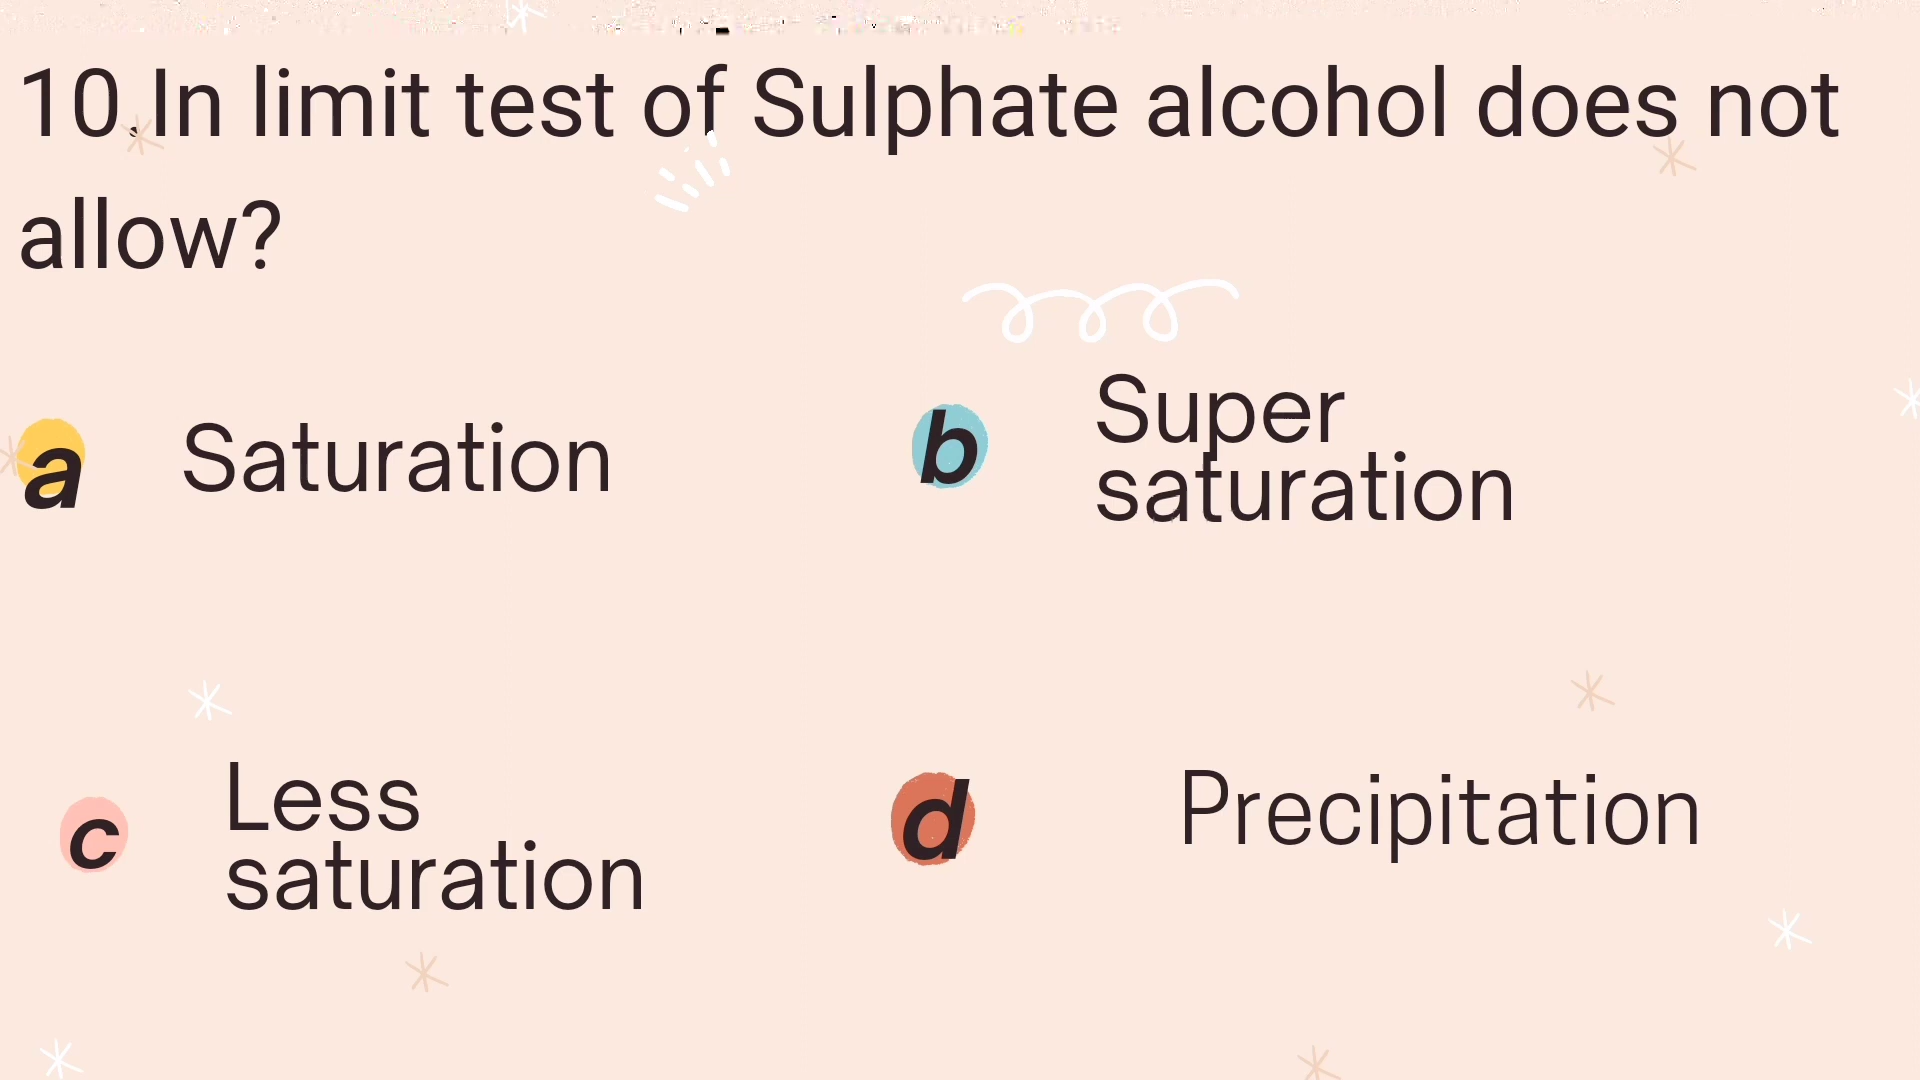 10. In limit test of Sulphate alcohol does not
allow?
a Saturation
b Super
saturation
c Less
saturation
d Precipitation